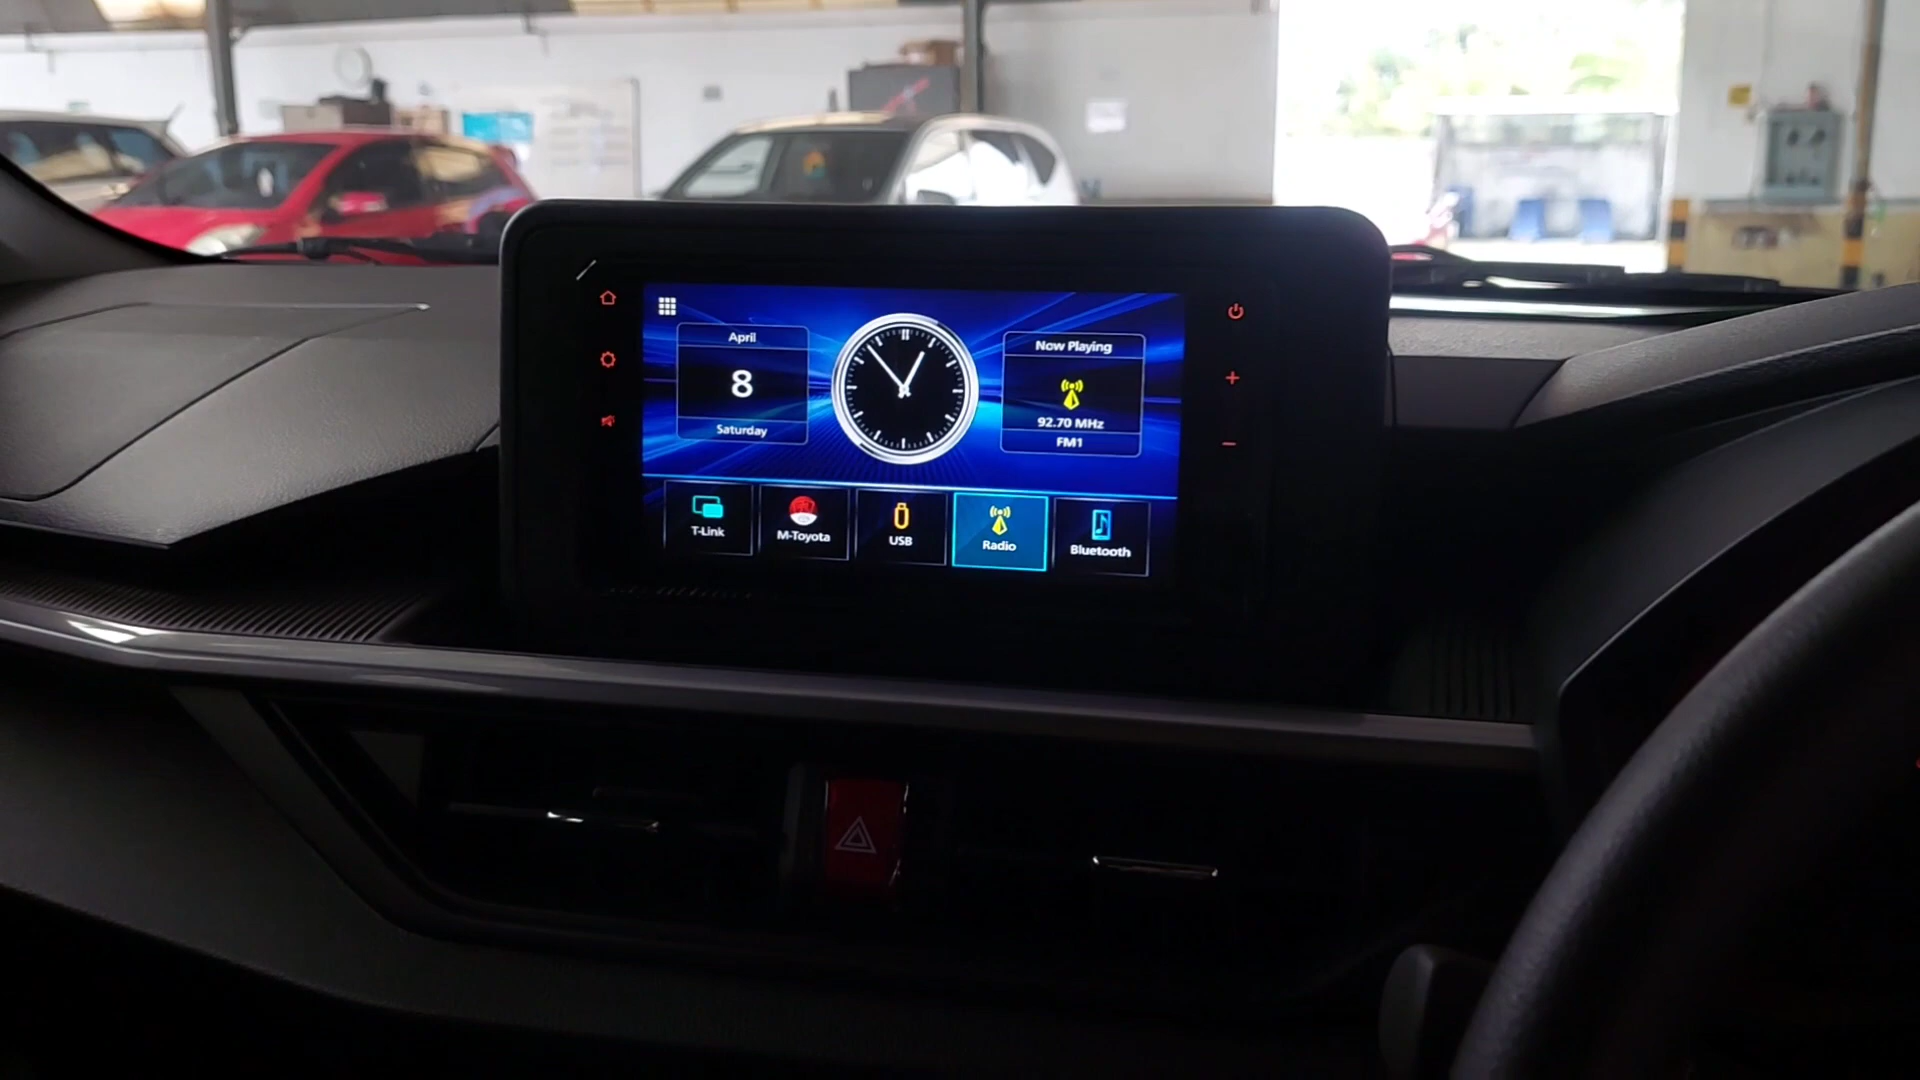 April
8
Saturday
Now Playing
92.70 MHz
FM1
T-Link
M-Toyota
USB
Radio
Bluetooth